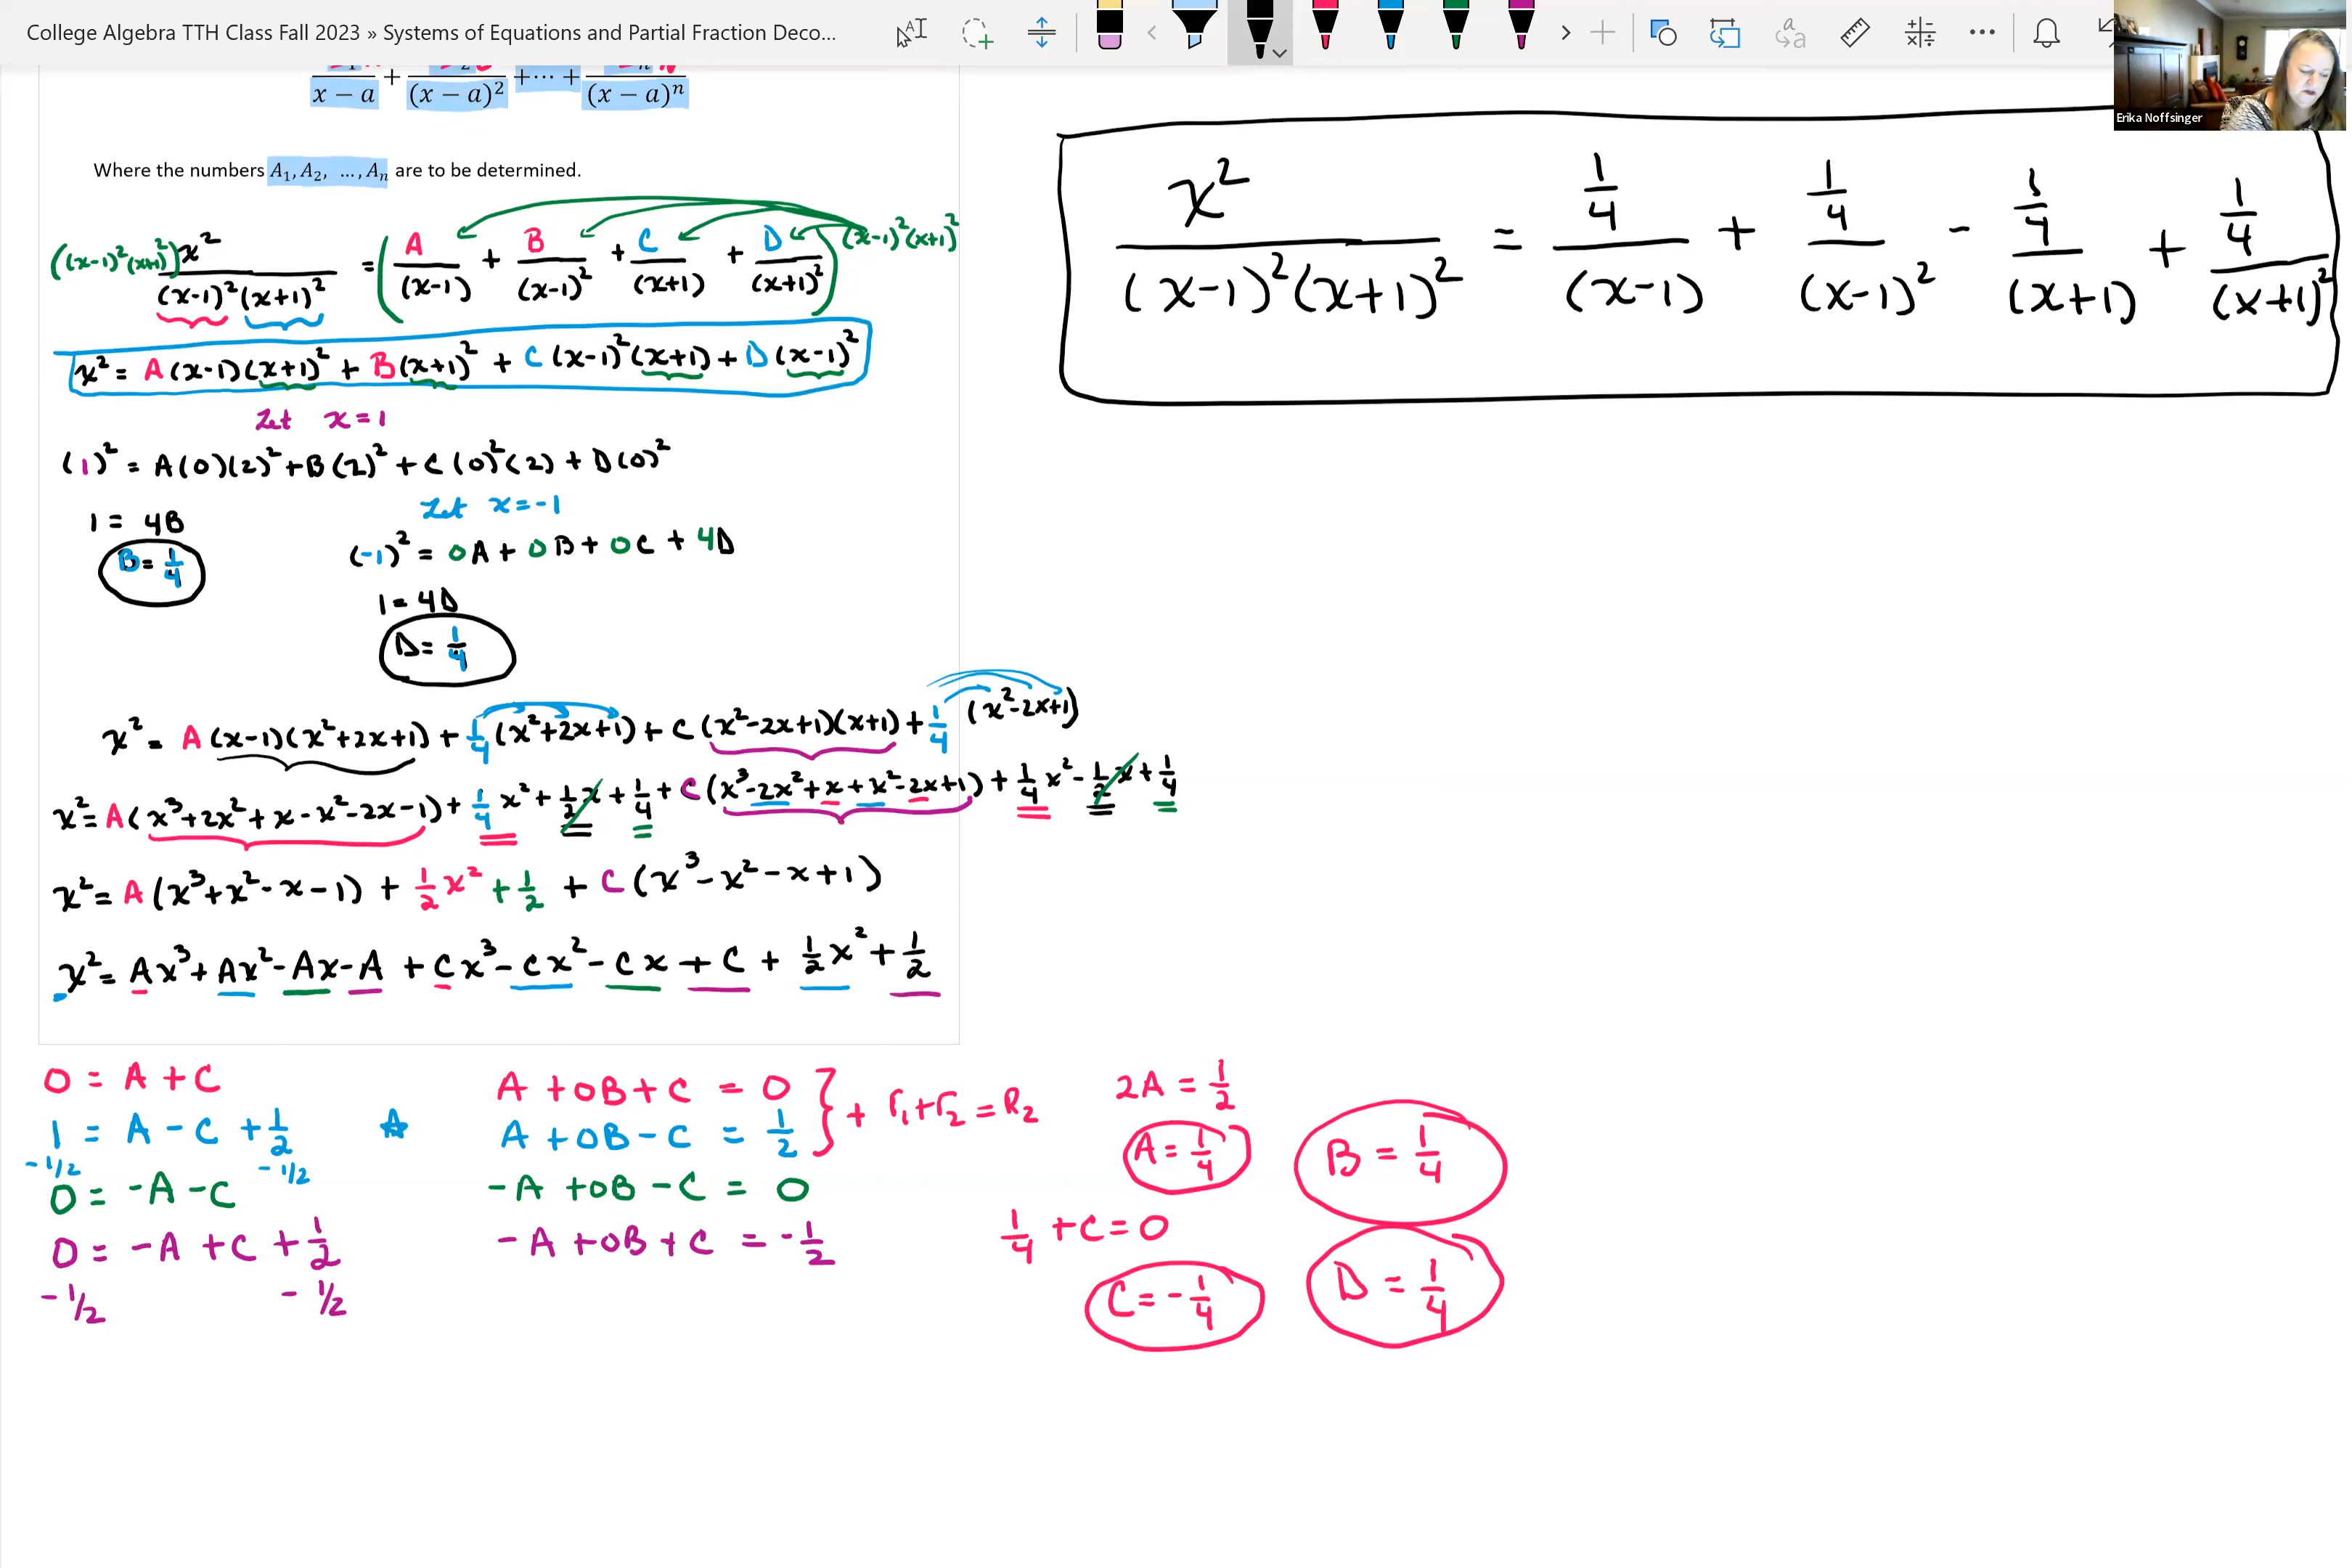 College Algebra TTH Class Fall 2023 » Systems of Equations and Partial Fraction Deco...
Erika Noffsinger
x − a + (x − a)² + ⋯ + (x − a)ⁿ
Where the numbers A₁, A₂, …, Aₙ are to be determined.
((x-1)²(x+1)²) x² / (x-1)²(x+1)² = ( A/(x-1) + B/(x-1)² + C/(x+1) + D/(x+1)² ) (x-1)²(x+1)²
x² = A(x-1)(x+1)² + B(x+1)² + C(x-1)²(x+1) + D(x-1)²
Let x = 1
(1)² = A(0)(2)² + B(2)² + C(0)²(2) + D(0)²
1 = 4B
B = 1/4
Let x = -1
(-1)² = 0A + 0B + 0C + 4D
1 = 4D
D = 1/4
x² = A(x-1)(x²+2x+1) + 1/4(x²+2x+1) + C(x²-2x+1)(x+1) + 1/4(x²-2x+1)
x² = A(x³+2x²+x-x²-2x-1) + 1/4x² + 1/2x + 1/4 + C(x³-2x²+x+x²-2x+1) + 1/4x² - 1/2x + 1/4
x² = A(x³+x²-x-1) + 1/2x² + 1/2 + C(x³-x²-x+1)
x² = Ax³ + Ax² - Ax - A + Cx³ - Cx² - Cx + C + 1/2x² + 1/2
0 = A + C
1 = A - C + 1/2
-1/2 -1/2
0 = -A - C
0 = -A + C + 1/2
-1/2 -1/2
A + 0B + C = 0
A + 0B - C = 1/2
+ r₁ + r₂ = R₂
-A + 0B - C = 0
-A + 0B + C = -1/2
2A = 1/2
A = 1/4
1/4 + C = 0
C = -1/4
B = 1/4
D = 1/4
x² / (x-1)²(x+1)² = 1/4 / (x-1) + 1/4 / (x-1)² - 1/4 / (x+1) + 1/4 / (x+1)²